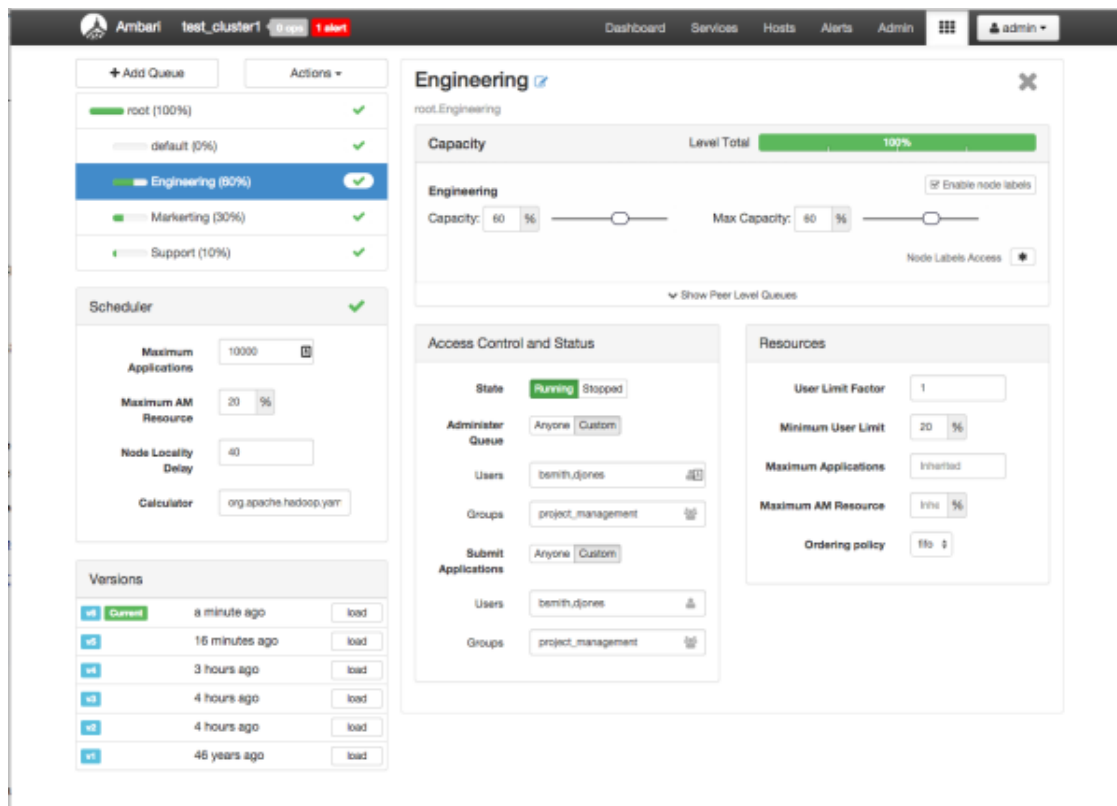 Ambari test_cluster1 0 ops 1 alert Dashboard Services Hosts Alerts Admin admin
+ Add Queue
Actions
root (100%)
default (0%)
Engineering (60%)
Markerting (30%)
Support (10%)
Scheduler
Maximum Applications 10000
Maximum AM Resource 20 %
Node Locality Delay 40
Calculator org.apache.hadoop.yarn
Versions
v6 Current a minute ago load
v5 16 minutes ago load
v4 3 hours ago load
v3 4 hours ago load
v2 4 hours ago load
v1 46 years ago load
Engineering
root.Engineering
Capacity Level Total 100%
Engineering Enable node labels
Capacity: 60 % Max Capacity: 60 %
Node Labels Access *
Show Peer Level Queues
Access Control and Status
State Running Stopped
Administer Queue Anyone Custom
Users bsmith,djones
Groups project_management
Submit Applications Anyone Custom
Users bsmith,djones
Groups project_management
Resources
User Limit Factor 1
Minimum User Limit 20 %
Maximum Applications Inherited
Maximum AM Resource Inhe %
Ordering policy fifo